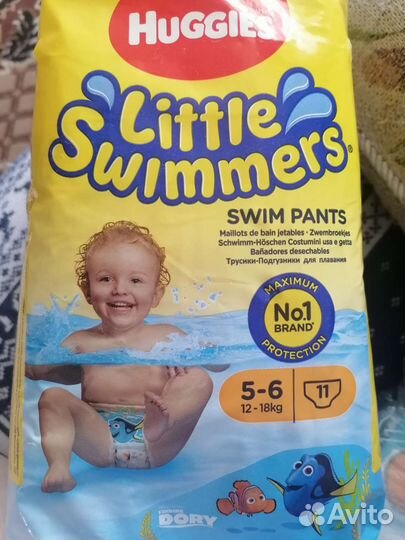 HUGGIES
Little
Swimmers®
SWIM PANTS
Maillots de bain jetables · Zwembroekjes
Schwimm-Höschen Costumini usa e getta
Bañadores desechables
Трусики-Подгузники для плавания
MAXIMUM
No.1
BRAND*
PROTECTION
5-6
12-18kg
11
FINDING
DORY
Avito